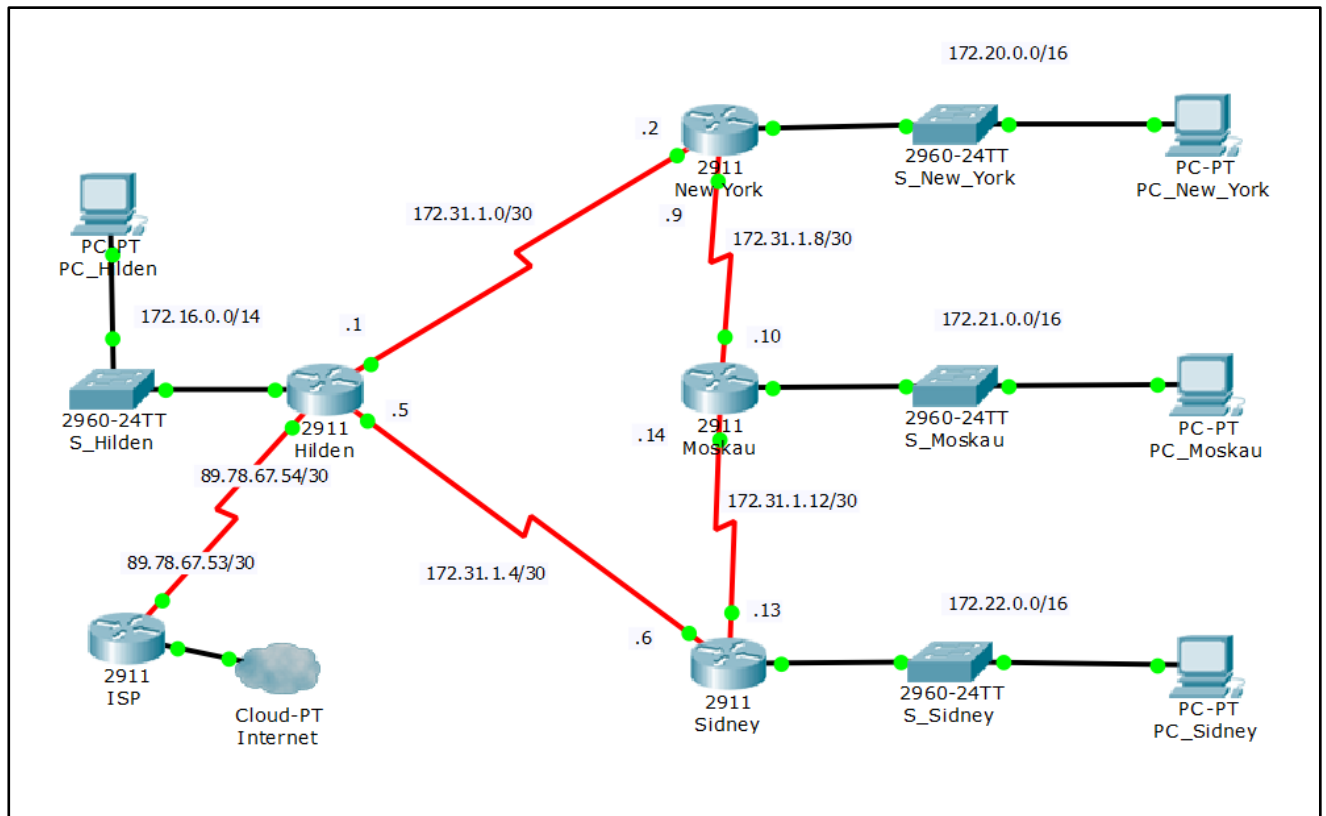 172.20.0.0/16
.2
2911
New York
2960-24TT
S_New_York
PC-PT
PC_New_York
172.31.1.0/30
.9
172.31.1.8/30
PC-PT
PC_Hilden
172.16.0.0/14
.1
.10
172.21.0.0/16
2960-24TT
S_Hilden
2911
Hilden
.5
.14
2911
Moskau
2960-24TT
S_Moskau
PC-PT
PC_Moskau
89.78.67.54/30
172.31.1.12/30
89.78.67.53/30
172.31.1.4/30
.13
172.22.0.0/16
.6
2911
ISP
Cloud-PT
Internet
2911
Sidney
2960-24TT
S_Sidney
PC-PT
PC_Sidney